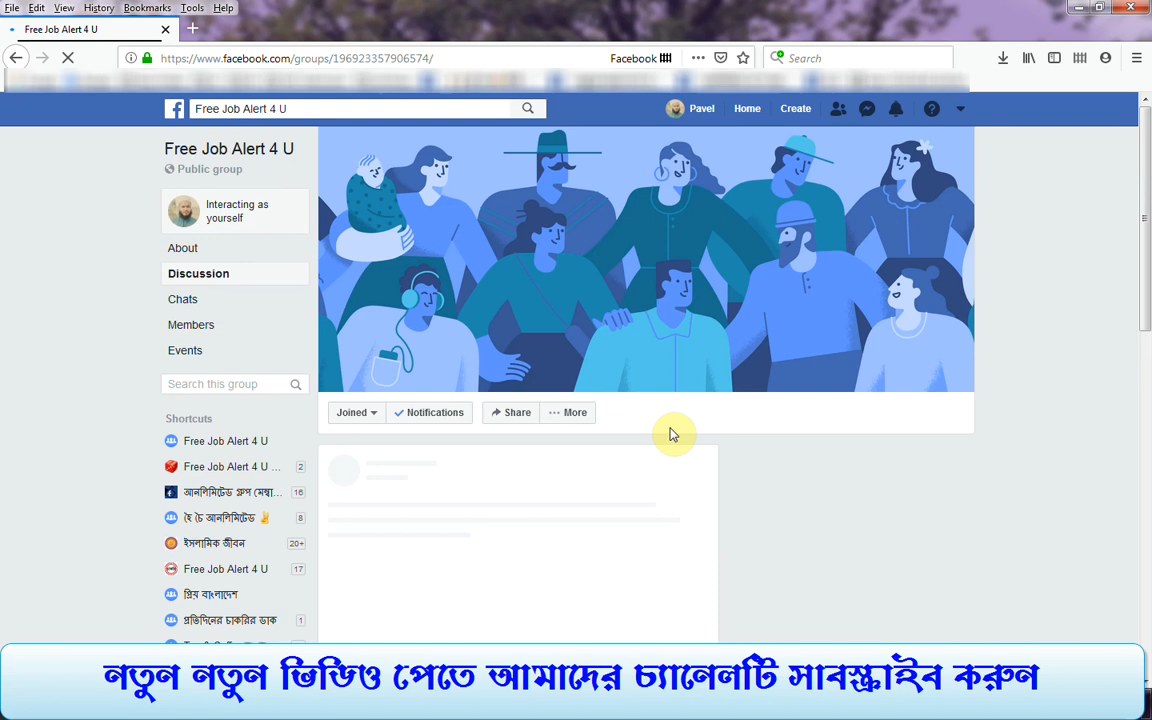 File Edit View History Bookmarks Tools Help
Free Job Alert 4 U
https://www.facebook.com/groups/1969233579065​74/ Facebook Search
Free Job Alert 4 U Pavel Home Create
Free Job Alert 4 U
Public group
Interacting as
yourself
About
Discussion
Chats
Members
Events
Search this group
Joined Notifications Share More
Shortcuts
Free Job Alert 4 U
Free Job Alert 4 U ... 2
আনলিমিটেড গ্রুপ (মেম্বা... 16
হৈ চৈ আনলিমিটেড 8
ইসলামিক জীবন 20+
Free Job Alert 4 U 17
প্রিয় বাংলাদেশ
প্রতিদিনের চাকরির ডাক 1
নতুন নতুন ভিডিও পেতে আমাদের চ্যানেলটি সাবস্ক্রাইব করুন